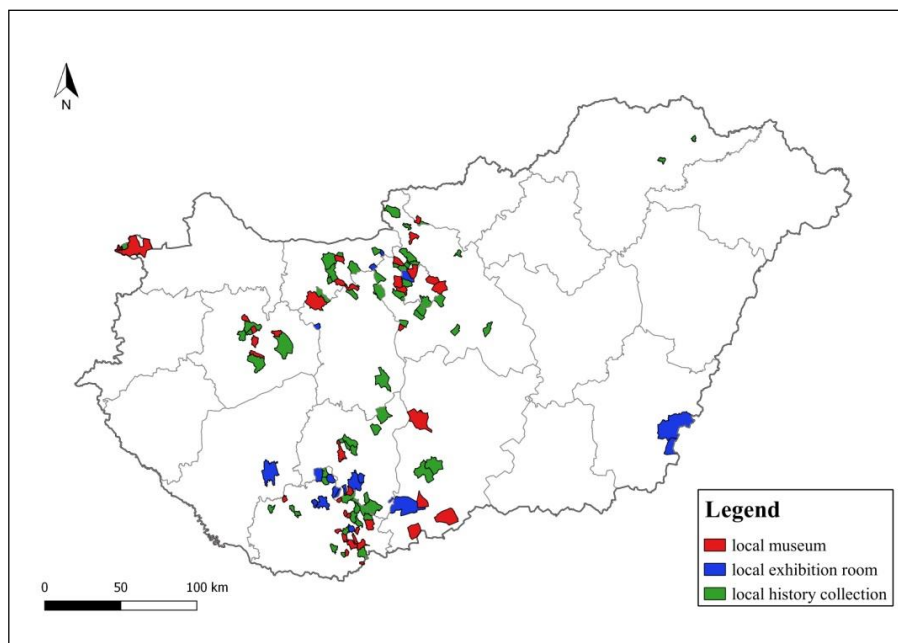 N
Legend
local museum
local exhibition room
local history collection
0 50 100 km